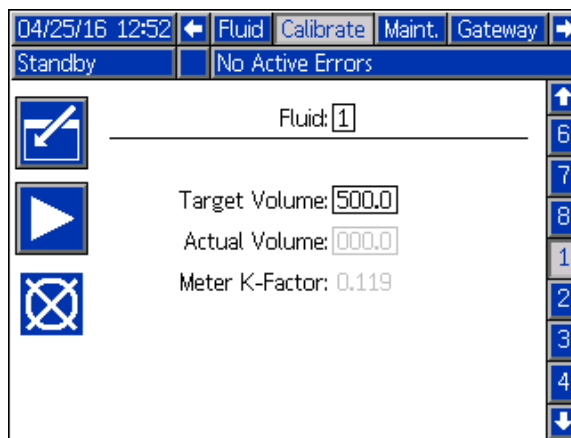 04/25/16 12:52 Fluid Calibrate Maint. Gateway
Standby No Active Errors
Fluid: 1
Target Volume: 500.0
Actual Volume: 000.0
Meter K-Factor: 0.119
6
7
8
1
2
3
4